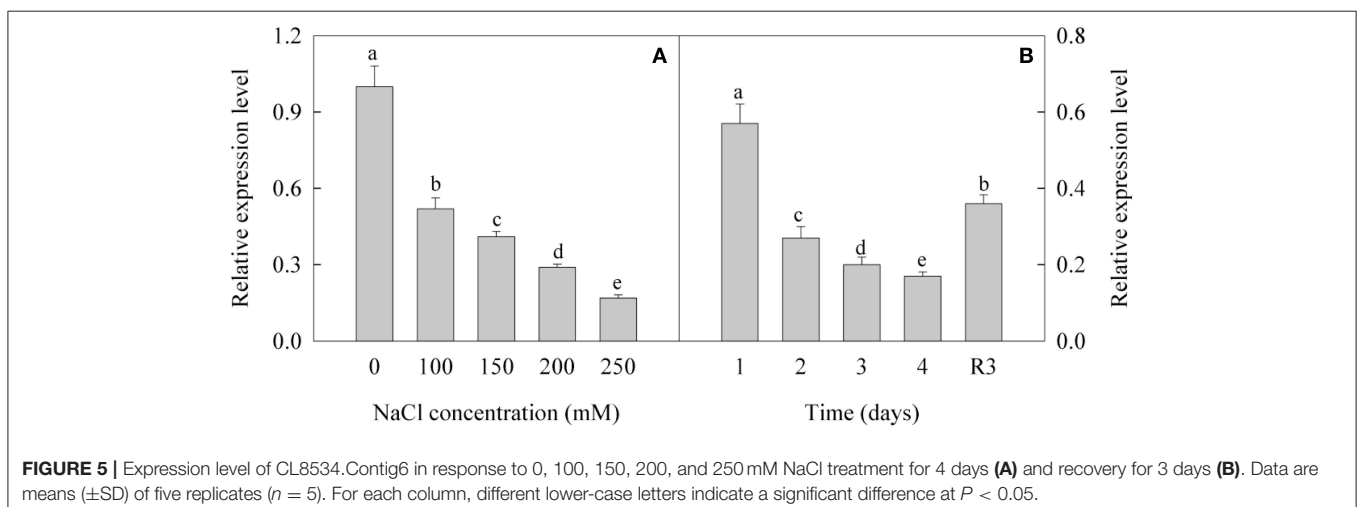 1.2
0.9
0.6
0.3
0.0
Relative expression level
a
b
c
d
e
A
0
100
150
200
250
NaCl concentration (mM)
B
a
c
d
e
b
1
2
3
4
R3
Time (days)
0.8
0.6
0.4
0.2
0.0
Relative expression level
FIGURE 5 | Expression level of CL8534.Contig6 in response to 0, 100, 150, 200, and 250 mM NaCl treatment for 4 days (A) and recovery for 3 days (B). Data are
means (±SD) of five replicates (n = 5). For each column, different lower-case letters indicate a significant difference at P < 0.05.